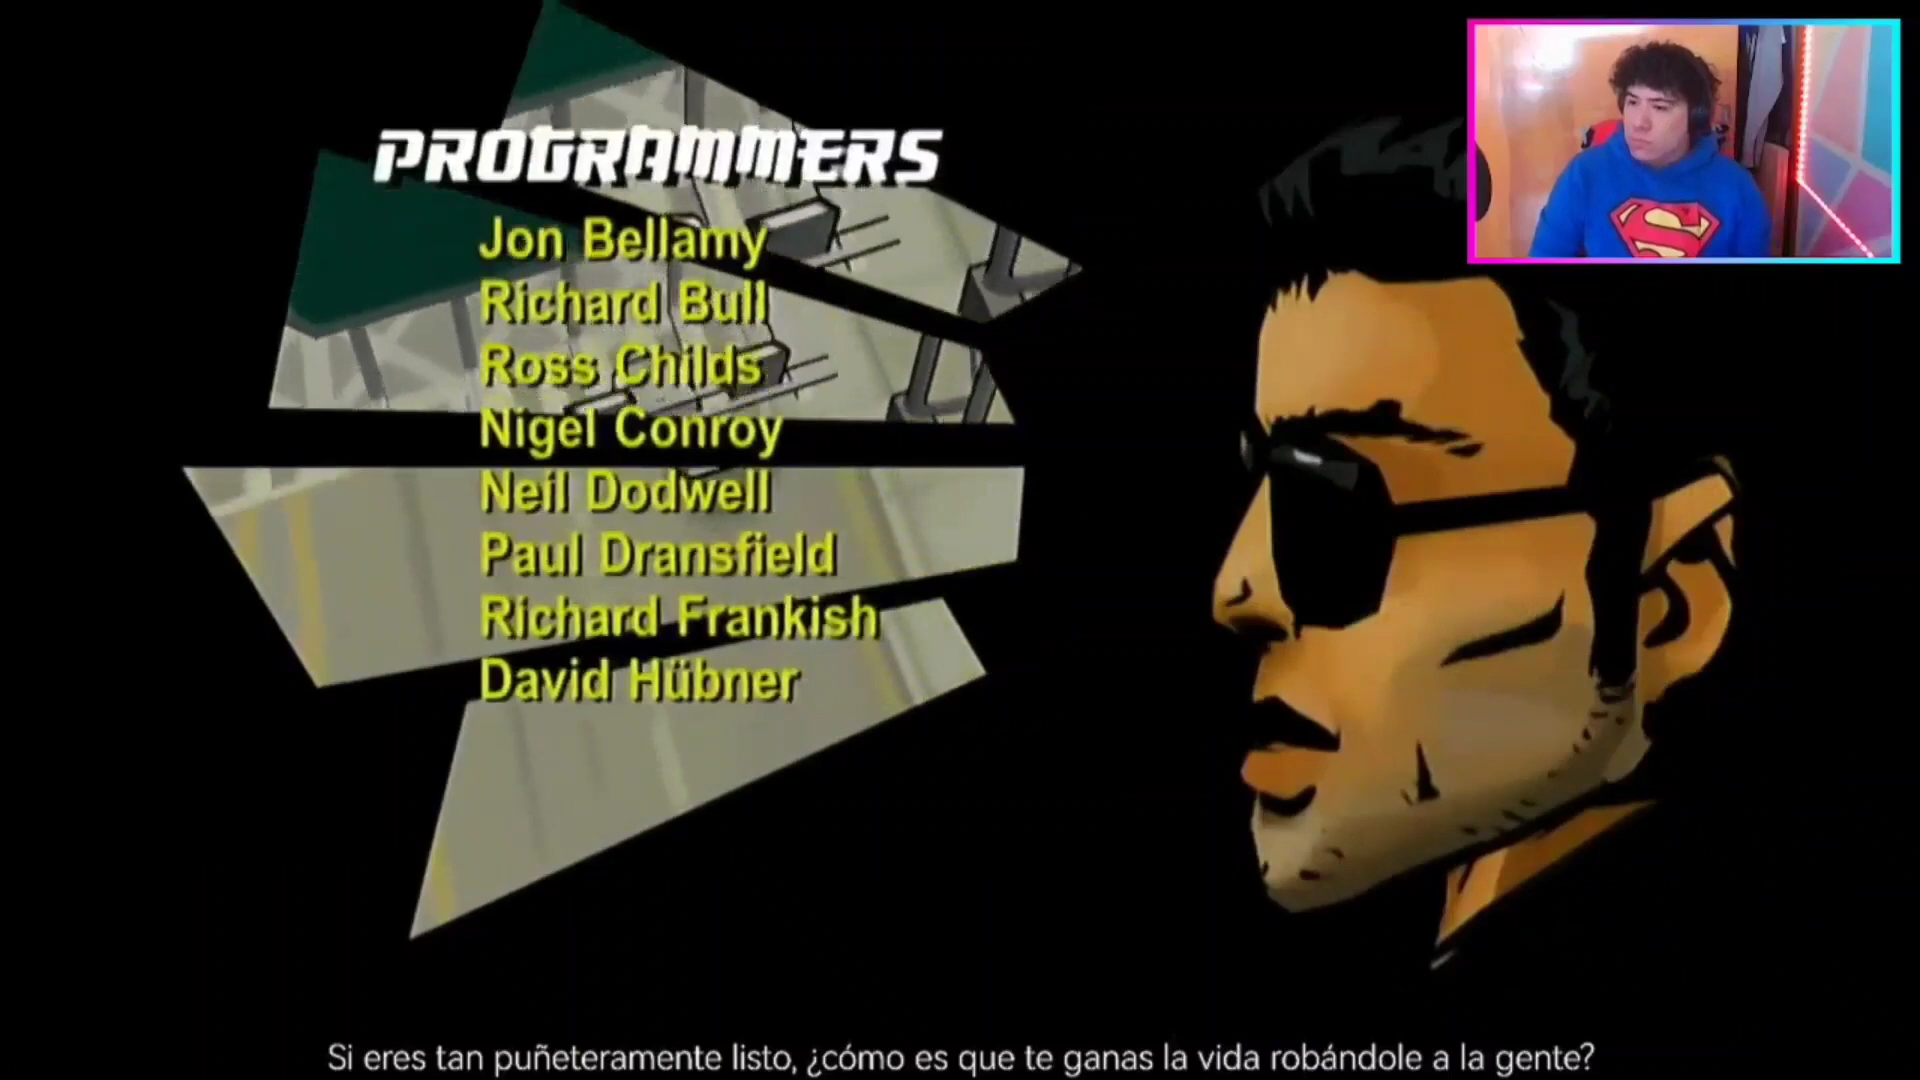 PROGRAMMERS
Jon Bellamy
Richard Bull
Ross Childs
Nigel Conroy
Neil Dodwell
Paul Dransfield
Richard Frankish
David Hübner
Si eres tan puñeteramente listo, ¿cómo es que te ganas la vida robándole a la gente?